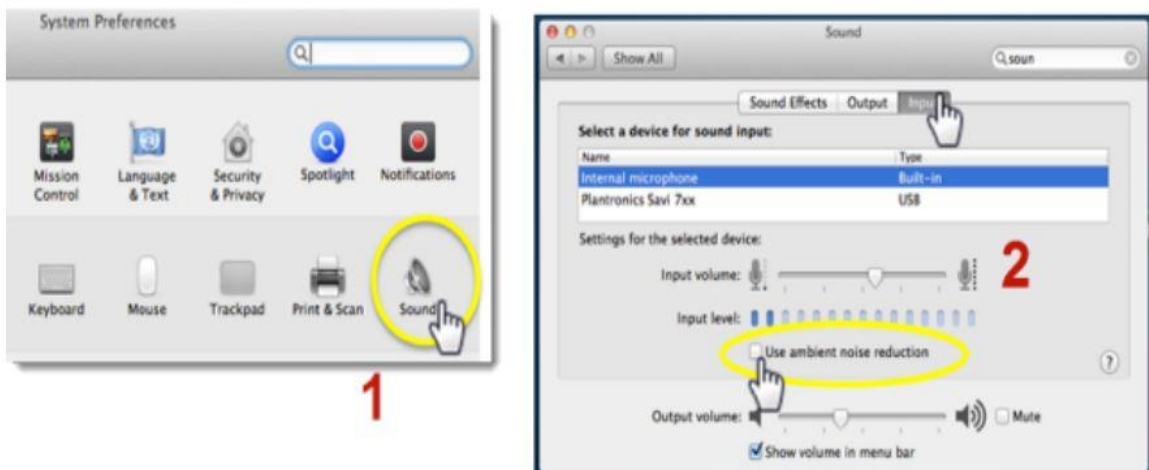 System Preferences
Mission
Control
Language
& Text
Security
& Privacy
Spotlight
Notifications
Keyboard
Mouse
Trackpad
Print & Scan
Sound
1
Sound
Show All
soun
Sound Effects Output Inpu
Select a device for sound input:
Name Type
Internal microphone Built-in
Plantronics Savi 7xx USB
Settings for the selected device:
Input volume:
2
Input level:
Use ambient noise reduction
?
Output volume: Mute
Show volume in menu bar